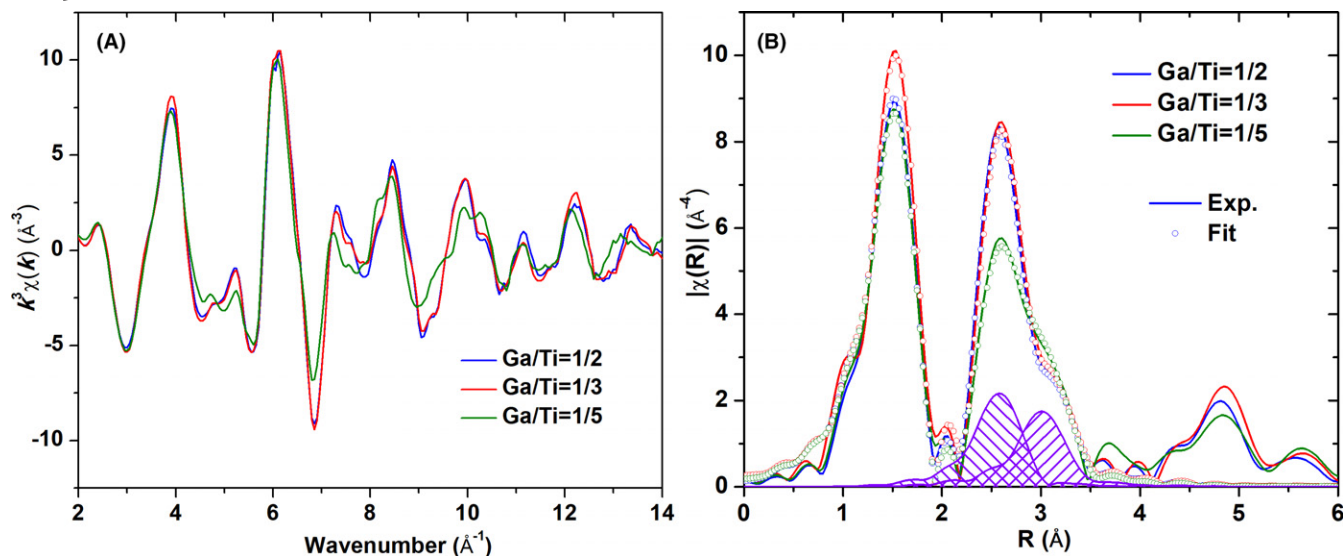 (A)
k³χ(k) (Å⁻³)
10
5
0
-5
-10
Ga/Ti=1/2
Ga/Ti=1/3
Ga/Ti=1/5
2 4 6 8 10 12 14
Wavenumber (Å⁻¹)
(B)
|χ(R)| (Å⁻⁴)
10
8
6
4
2
0
Ga/Ti=1/2
Ga/Ti=1/3
Ga/Ti=1/5
Exp.
Fit
0 1 2 3 4 5 6
R (Å)